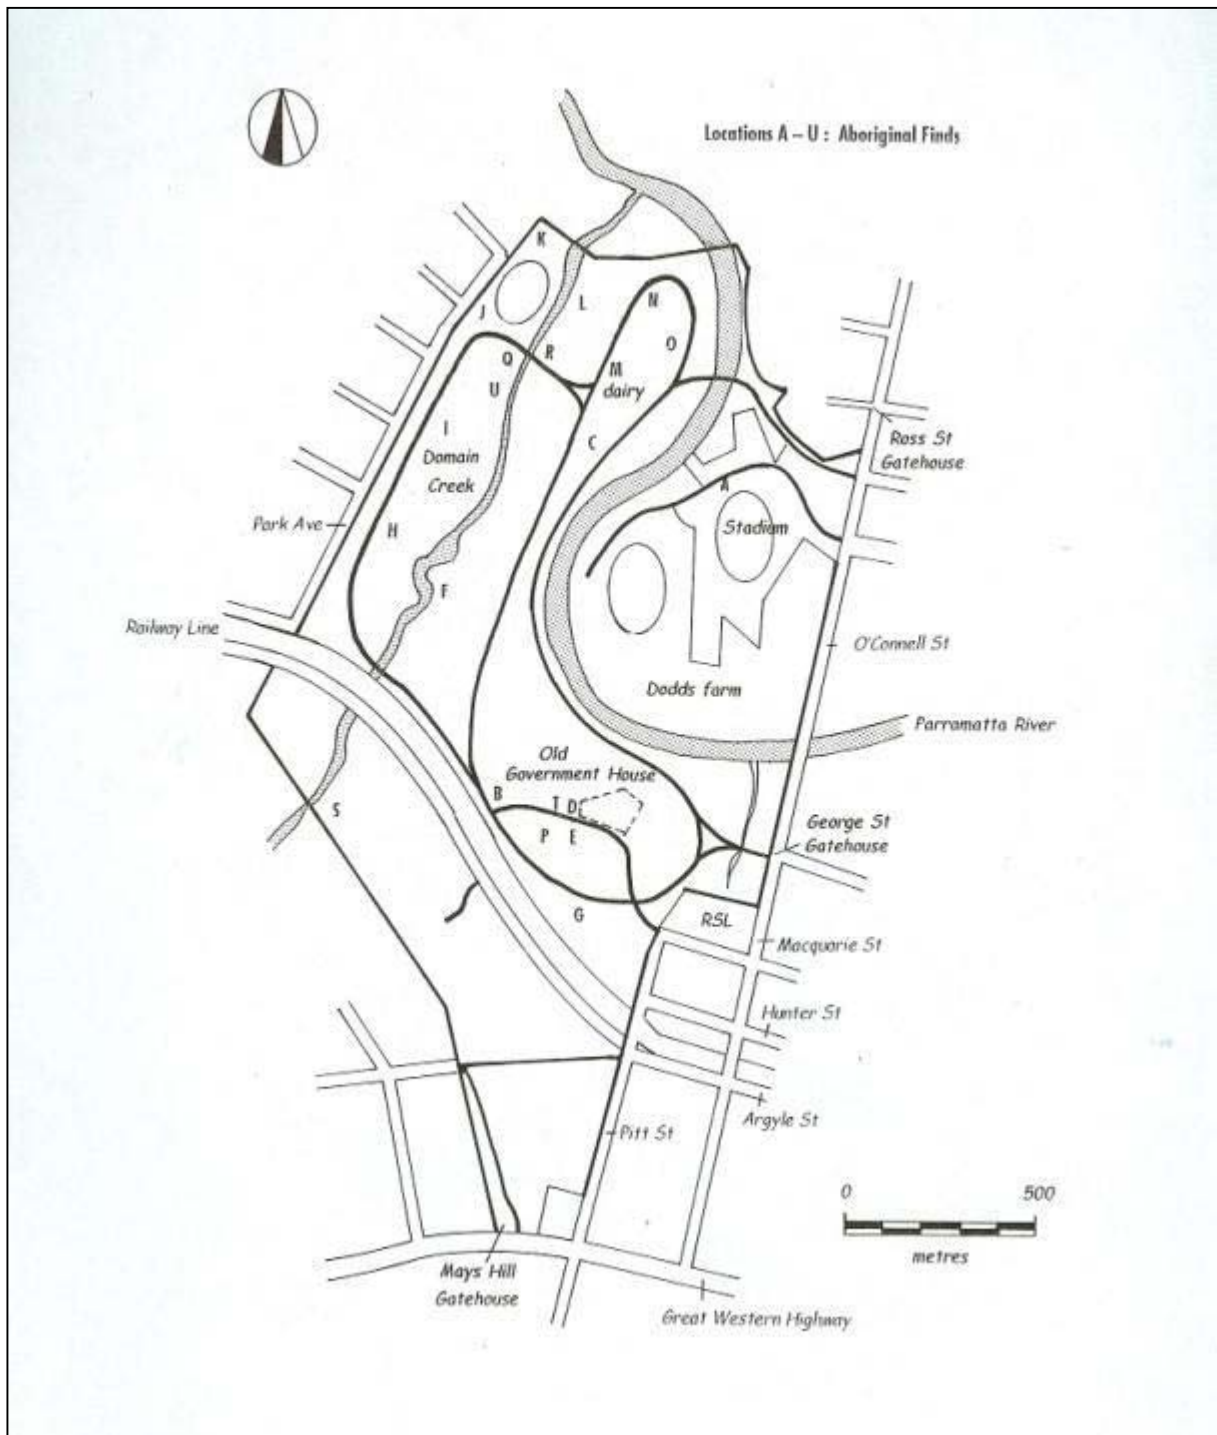 Locations A – U : Aboriginal Finds
K
L
N
J
O
Q
R
M
dairy
U
I
C
Domain
Creek
Ross St
Gatehouse
A
Stadium
Park Ave
H
F
Railway Line
O'Connell St
Dodds farm
Parramatta River
Old
Government House
B
T D
S
P E
George St
Gatehouse
G
RSL
Macquarie St
Hunter St
Argyle St
Pitt St
0 500
metres
Mays Hill
Gatehouse
Great Western Highway